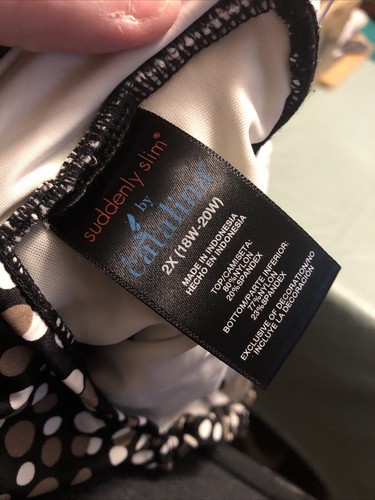 suddenly slim®
by
catalina
2X (18W-20W)
MADE IN INDONESIA
HECHO EN INDONESIA
TOP/CAMISETA:
80%NYLON
20%SPANDEX
BOTTOM/PARTE INFERIOR:
77%NYLON
23%SPANDEX
EXCLUSIVE OF DECORATION/NO
INCLUYE LA DECORACIÓN